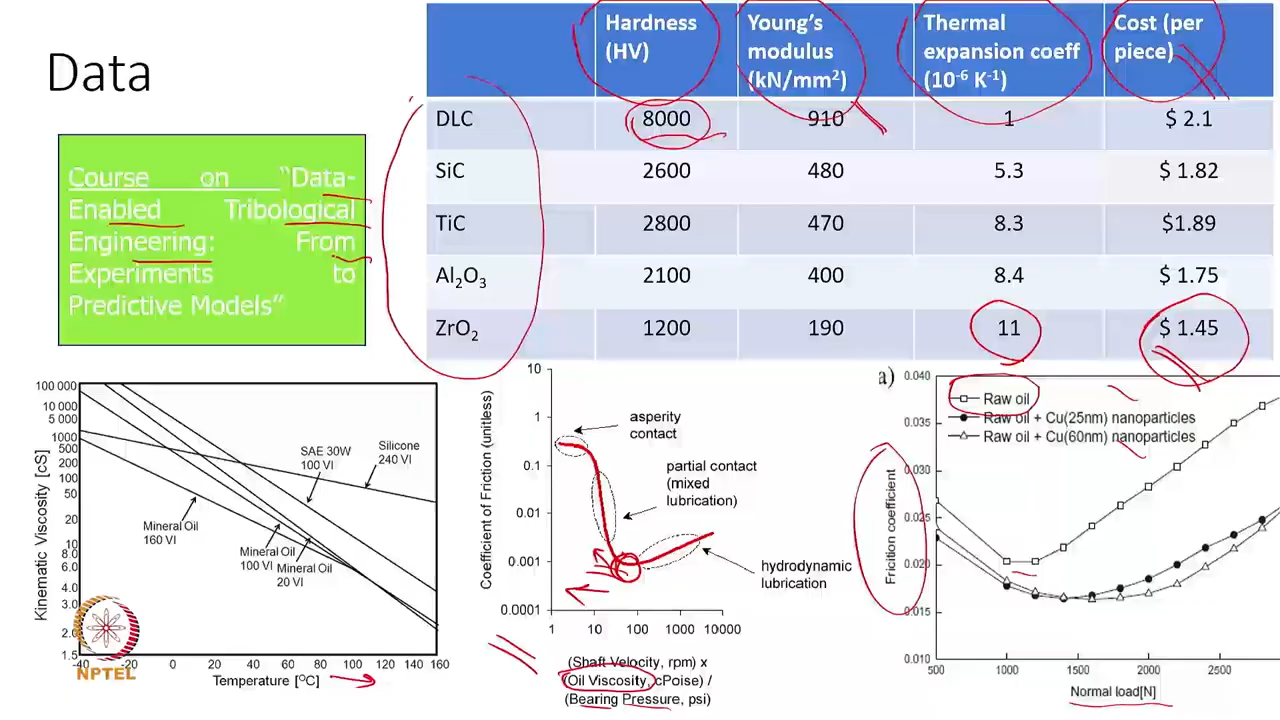 Data
Course on “Data-
Enabled Tribological
Engineering: From
Experiments to
Predictive Models”
Hardness (HV)
Young’s modulus (kN/mm²)
Thermal expansion coeff (10⁻⁶ K⁻¹)
Cost (per piece)
DLC 8000 910 1 $ 2.1
SiC 2600 480 5.3 $ 1.82
TiC 2800 470 8.3 $1.89
Al₂O₃ 2100 400 8.4 $ 1.75
ZrO₂ 1200 190 11 $ 1.45
Kinematic Viscosity [cS]
100 000
10 000
5 000
1000
500
200
100
50
20
10
8.0
6.0
4.0
3.0
2.0
1.5
SAE 30W
100 VI
Silicone
240 VI
Mineral Oil
160 VI
Mineral Oil
100 VI
Mineral Oil
20 VI
-40 -20 0 20 40 60 80 100 120 140 160
Temperature [°C]
NPTEL
Coefficient of Friction (unitless)
10
1
0.1
0.01
0.001
0.0001
asperity
contact
partial contact
(mixed
lubrication)
hydrodynamic
lubrication
1 10 100 1000 10000
(Shaft Velocity, rpm) x
(Oil Viscosity, cPoise) /
(Bearing Pressure, psi)
a)
Friction coefficient
0.040
0.030
0.025
0.020
0.015
0.010
Raw oil
Raw oil + Cu(25nm) nanoparticles
Raw oil + Cu(60nm) nanoparticles
500 1000 1500 2000 2500
Normal load[N]